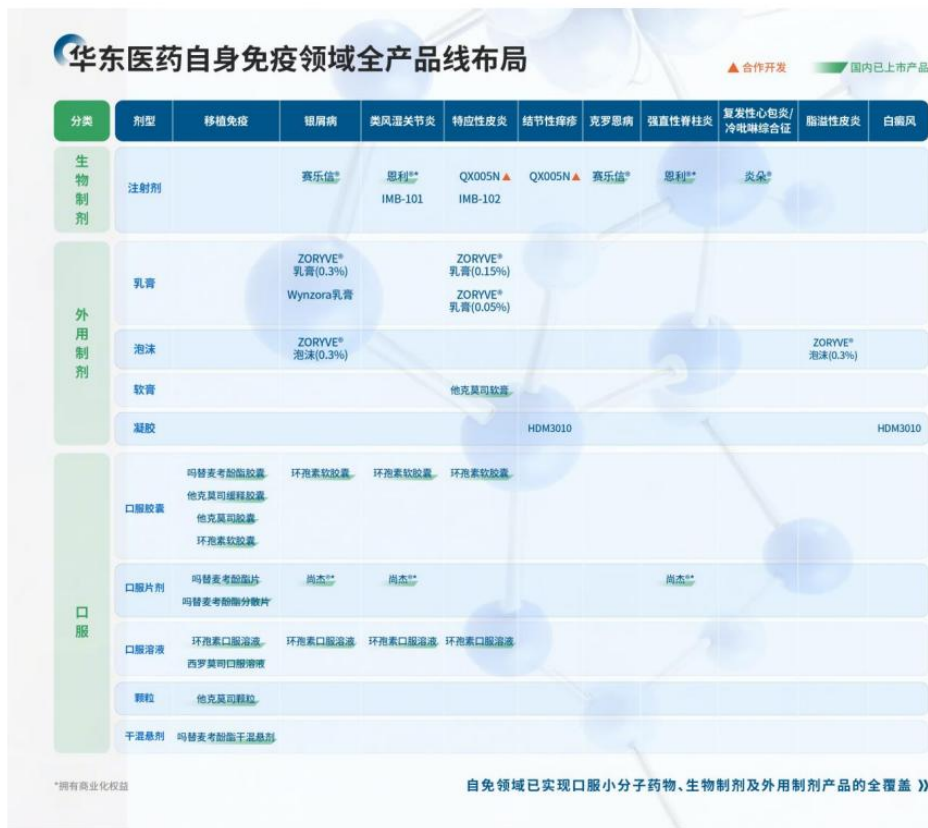 华东医药自身免疫领域全产品线布局
▲合作开发 国内已上市产品
分类 剂型 移植免疫 银屑病 类风湿关节炎 特应性皮炎 结节性痒疹 克罗恩病 强直性脊柱炎 复发性心包炎/冷吡啉综合征 脂溢性皮炎 白癜风
生物制剂
注射剂 赛乐信® 恩利®* QX005N▲ QX005N▲ 赛乐信® 恩利®* 炎朵®
IMB-101 IMB-102
外用制剂
乳膏
ZORYVE® ZORYVE®
乳膏(0.3%) 乳膏(0.15%)
Wynzora乳膏 ZORYVE®
乳膏(0.05%)
泡沫
ZORYVE® ZORYVE®
泡沫(0.3%) 泡沫(0.3%)
软膏 他克莫司软膏
凝胶 HDM3010 HDM3010
口服
口服胶囊
吗替麦考酚酯胶囊 环孢素软胶囊 环孢素软胶囊 环孢素软胶囊
他克莫司缓释胶囊
他克莫司胶囊
环孢素软胶囊
口服片剂
吗替麦考酚酯片 尚杰®* 尚杰®* 尚杰®*
吗替麦考酚酯分散片
口服溶液
环孢素口服溶液 环孢素口服溶液 环孢素口服溶液 环孢素口服溶液
西罗莫司口服溶液
颗粒 他克莫司颗粒
干混悬剂 吗替麦考酚酯干混悬剂
*拥有商业化权益
自免领域已实现口服小分子药物、生物制剂及外用制剂产品的全覆盖 》